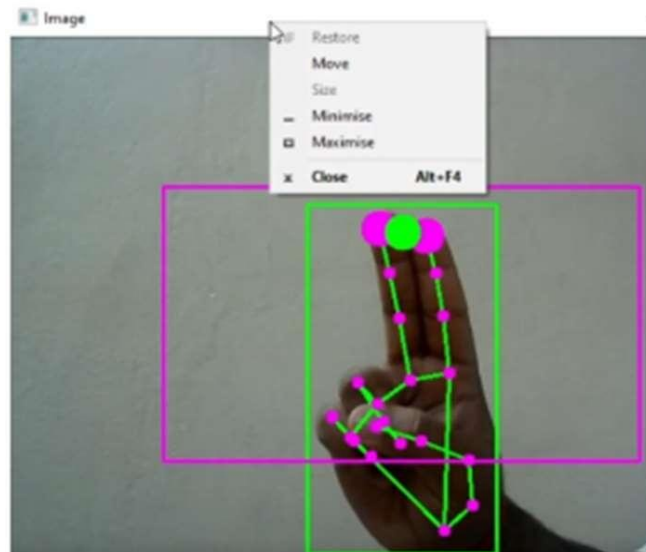 Image
Restore
Move
Size
Minimise
Maximise
Close Alt+F4